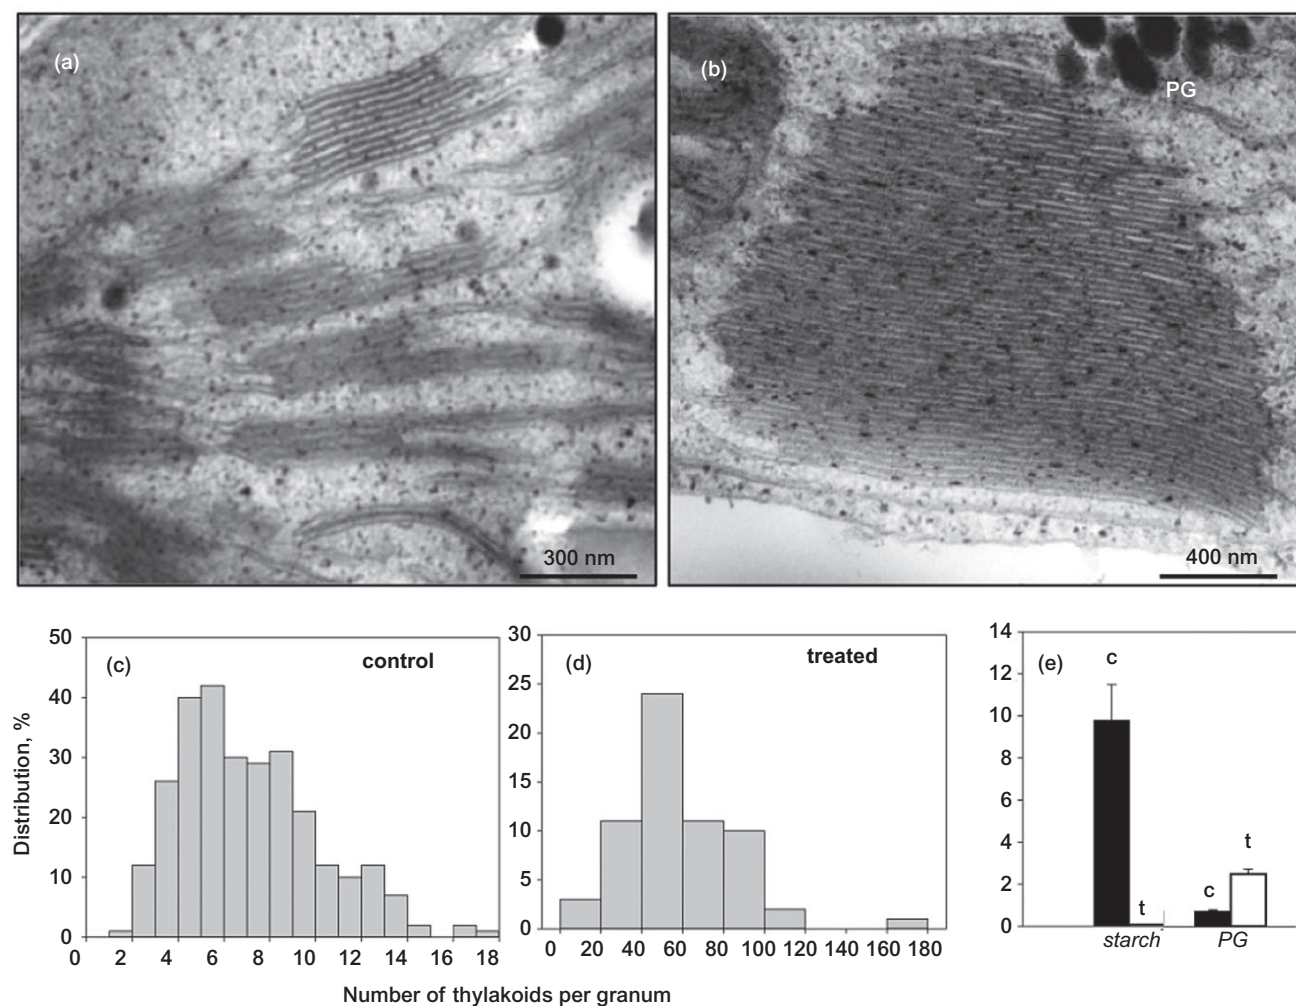 (a)
300 nm
(b)
PG
400 nm
50
40
30
20
10
0
(c)
control
Distribution, %
0 2 4 6 8 10 12 14 16 18
30
25
20
15
10
5
0
(d)
treated
0 20 40 60 80 100 120 140 160 180
Number of thylakoids per granum
14
12
10
8
6
4
2
0
(e)
c
t
c
t
starch PG